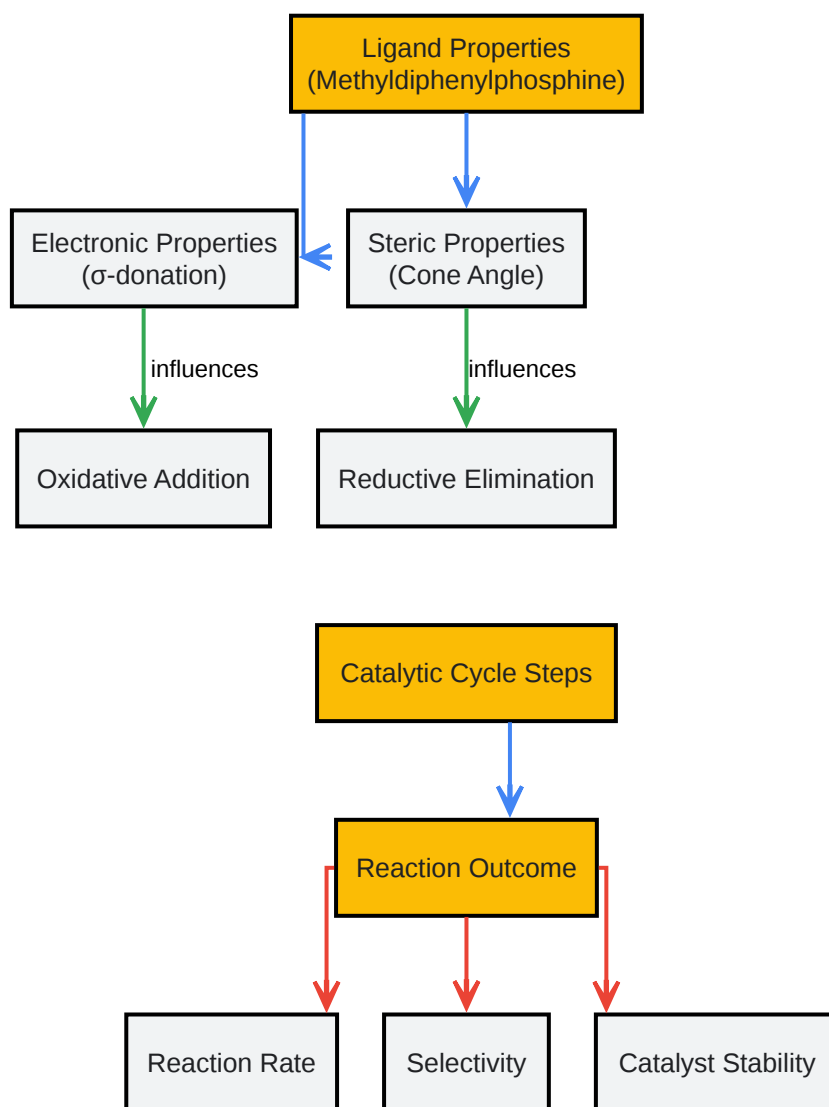 Ligand Properties
(Methyldiphenylphosphine)
Electronic Properties
(σ-donation)
Steric Properties
(Cone Angle)
influences
influences
Oxidative Addition
Reductive Elimination
Catalytic Cycle Steps
Reaction Outcome
Reaction Rate
Selectivity
Catalyst Stability